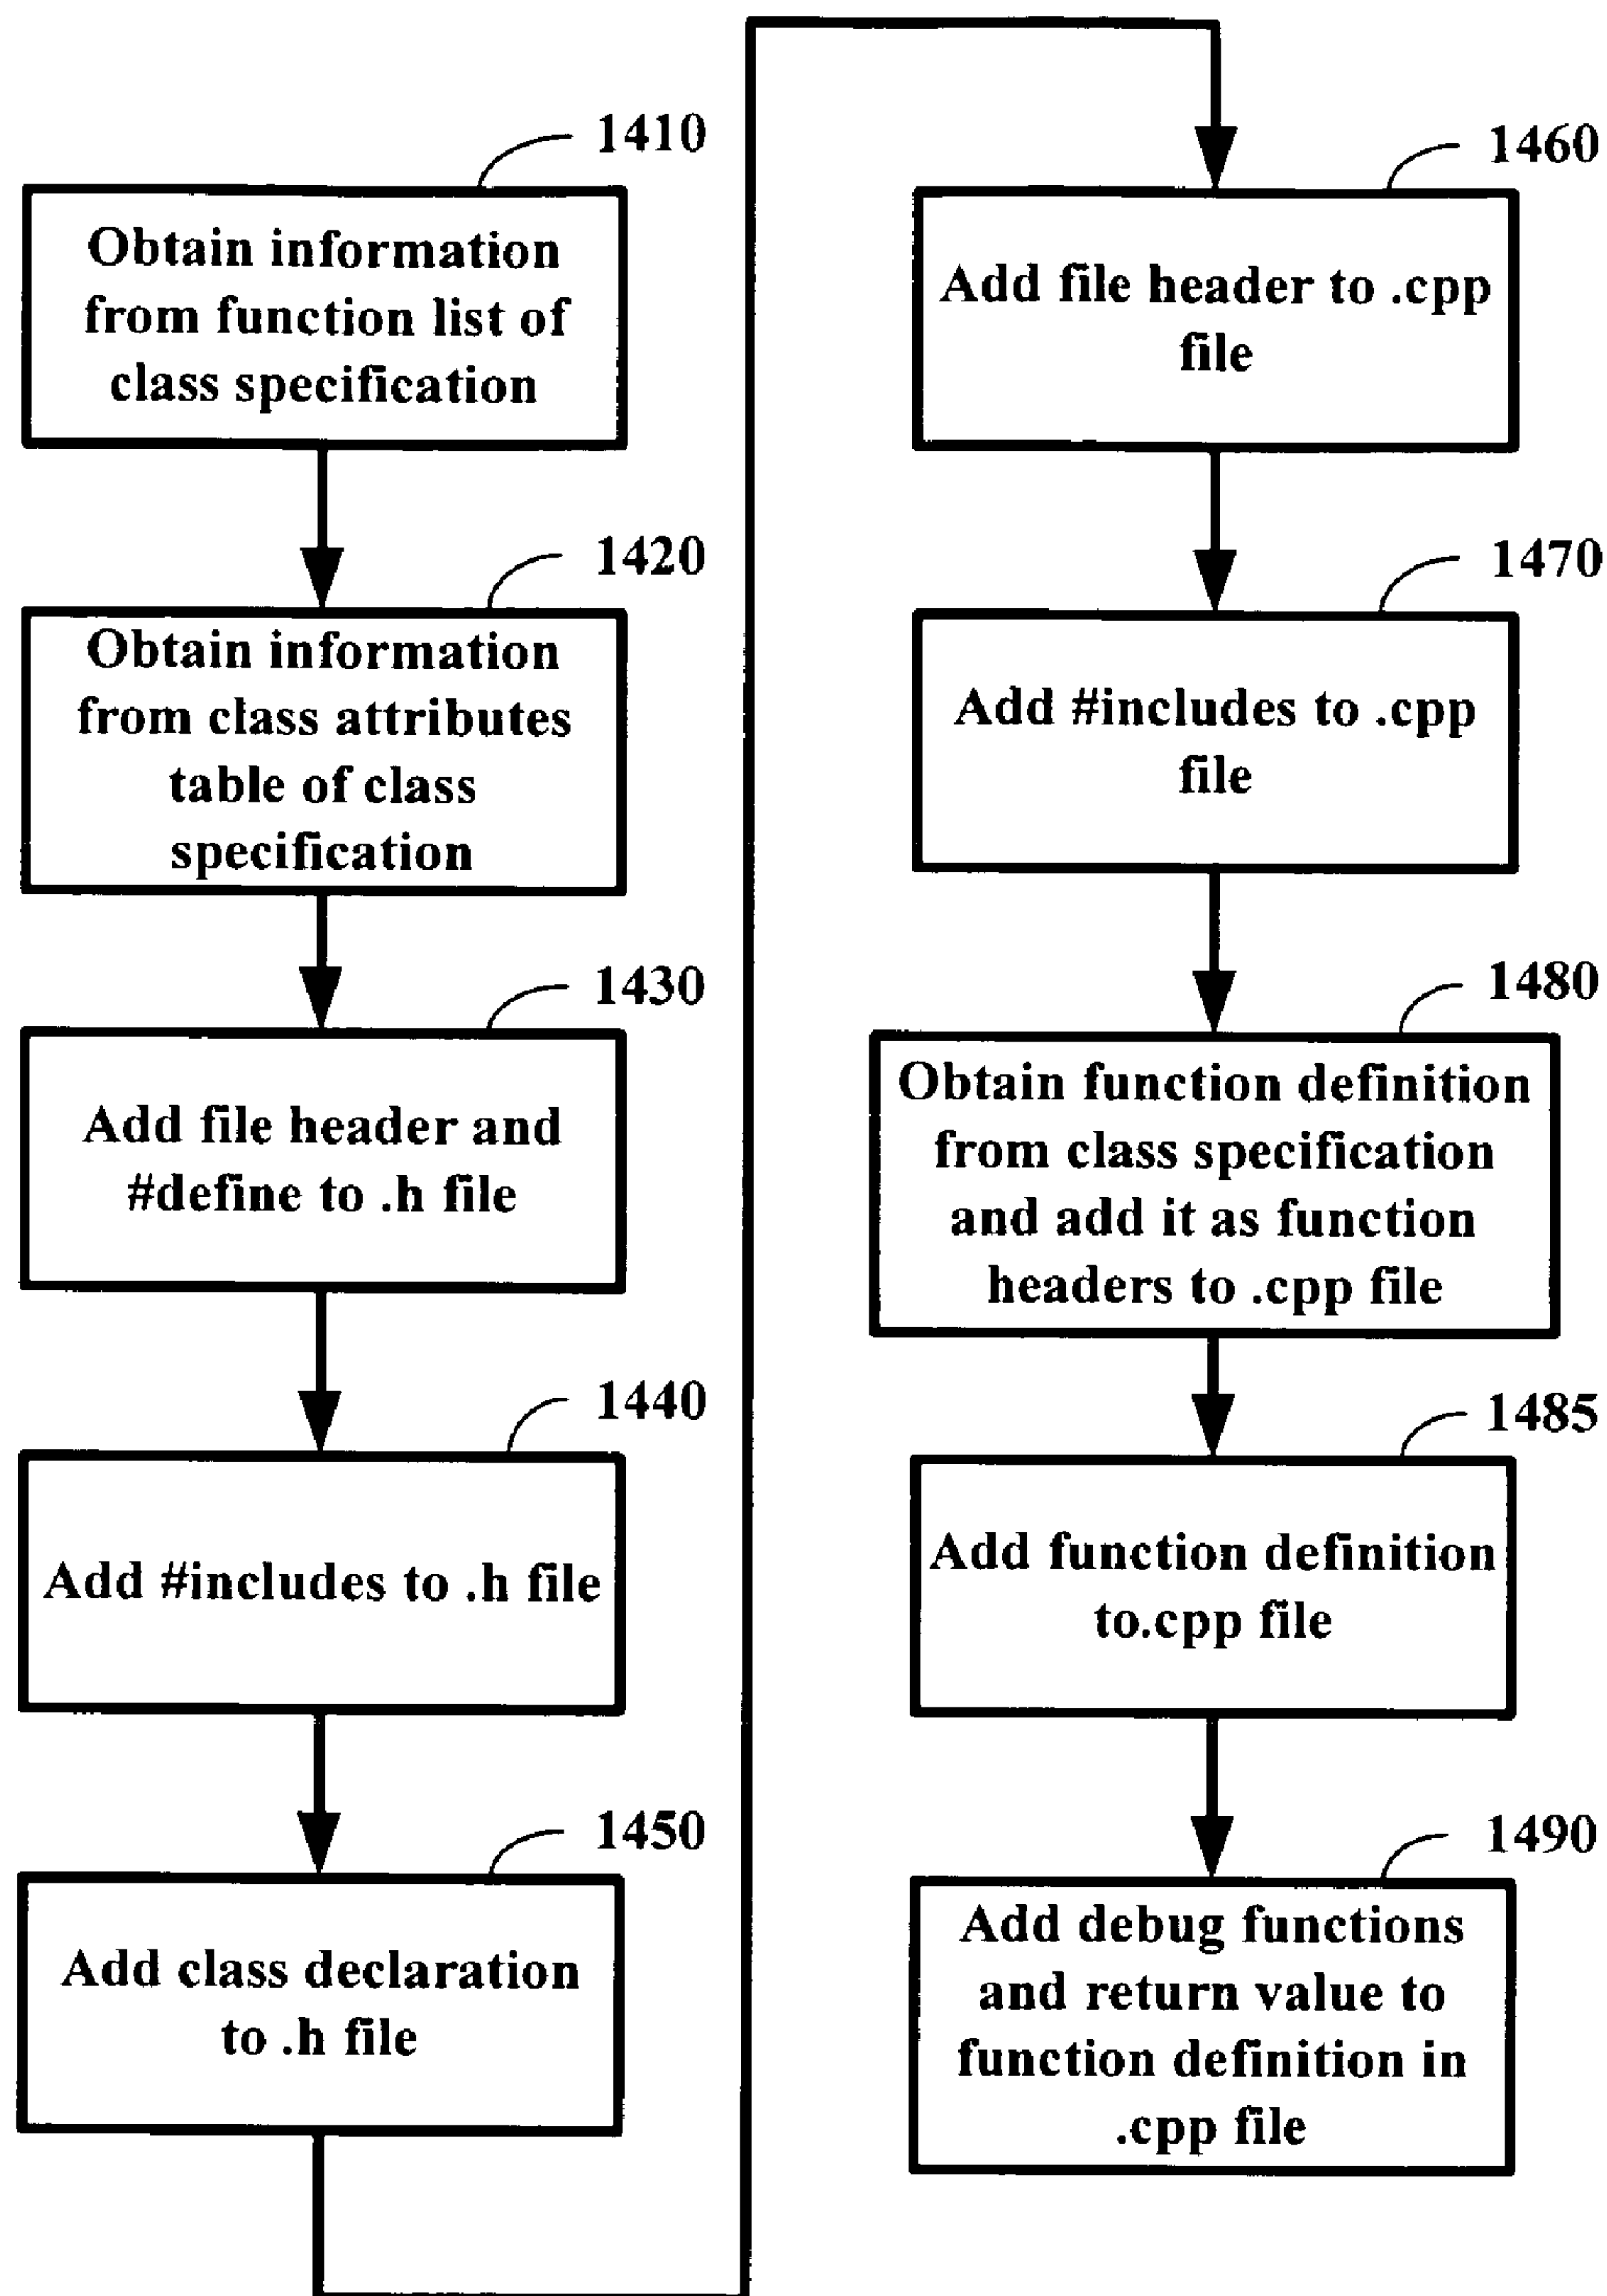 1410
Obtain information
from function list of
class specification
1420
Obtain information
from class attributes
table of class
specification
1430
Add file header and
#define to .h file
1440
Add #includes to .h file
1450
Add class declaration
to .h file
1460
Add file header to .cpp
file
1470
Add #includes to .cpp
file
1480
Obtain function definition
from class specification
and add it as function
headers to .cpp file
1485
Add function definition
to.cpp file
1490
Add debug functions
and return value to
function definition in
.cpp file